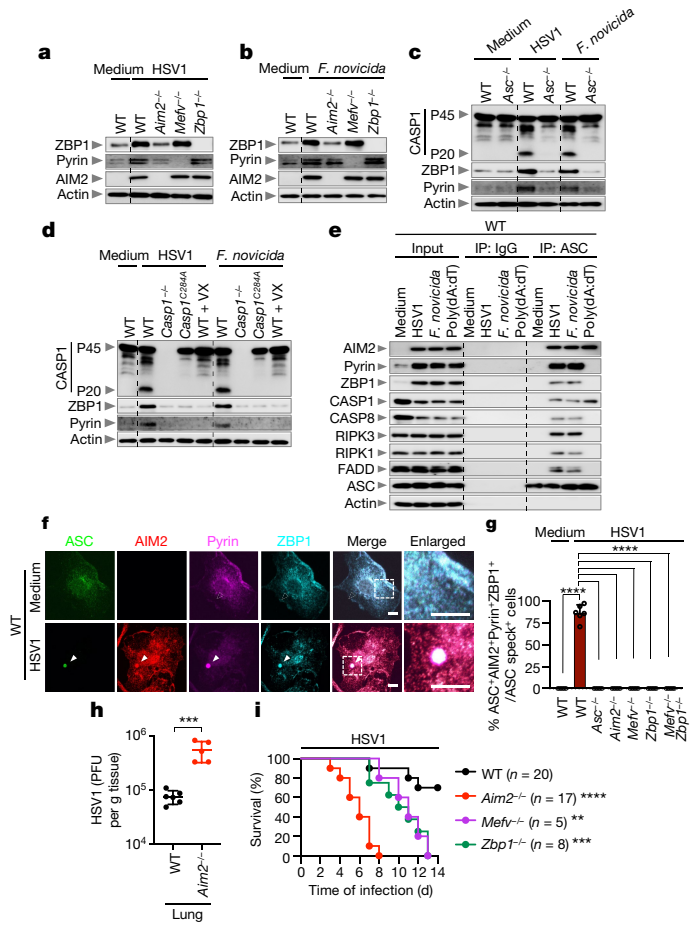 a
Medium HSV1
WT
WT
Aim2–/–
Mefv–/–
Zbp1–/–
ZBP1
Pyrin
AIM2
Actin
b
Medium F. novicida
WT
WT
Aim2–/–
Mefv–/–
Zbp1–/–
ZBP1
Pyrin
AIM2
Actin
c
Medium HSV1 F. novicida
WT
Asc–/–
WT
Asc–/–
WT
Asc–/–
CASP1
P45
P20
ZBP1
Pyrin
Actin
d
Medium HSV1 F. novicida
WT
WT
Casp1–/–
Casp1C284A
WT + VX
WT
Casp1–/–
Casp1C284A
WT + VX
CASP1
P45
P20
ZBP1
Pyrin
Actin
e
WT
Input IP: IgG IP: ASC
Medium
HSV1
F. novicida
Poly(dA:dT)
Medium
HSV1
F. novicida
Poly(dA:dT)
Medium
HSV1
F. novicida
Poly(dA:dT)
AIM2
Pyrin
ZBP1
CASP1
CASP8
RIPK3
RIPK1
FADD
ASC
Actin
f
ASC AIM2 Pyrin ZBP1 Merge Enlarged
WT
Medium
HSV1
g
Medium HSV1
****
****
% ASC+AIM2+Pyrin+ZBP1+
/ASC speck+ cells
100
75
50
25
0
WT
WT
Asc–/–
Aim2–/–
Mefv–/–
Zbp1–/–
Mefv–/–
Zbp1–/–
h
***
HSV1 (PFU
per g tissue)
106
105
104
WT
Aim2–/–
Lung
i
HSV1
Survival (%)
100
80
60
40
20
0
0 2 4 6 8 10 12 14
Time of infection (d)
WT (n = 20)
Aim2–/– (n = 17) ****
Mefv–/– (n = 5) **
Zbp1–/– (n = 8) ***